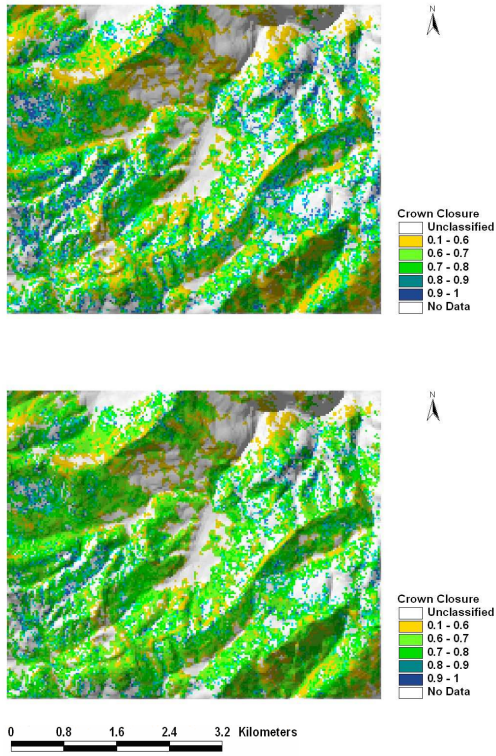 N
Crown Closure
Unclassified
0.1 - 0.6
0.6 - 0.7
0.7 - 0.8
0.8 - 0.9
0.9 - 1
No Data
N
Crown Closure
Unclassified
0.1 - 0.6
0.6 - 0.7
0.7 - 0.8
0.8 - 0.9
0.9 - 1
No Data
0 0.8 1.6 2.4 3.2 Kilometers